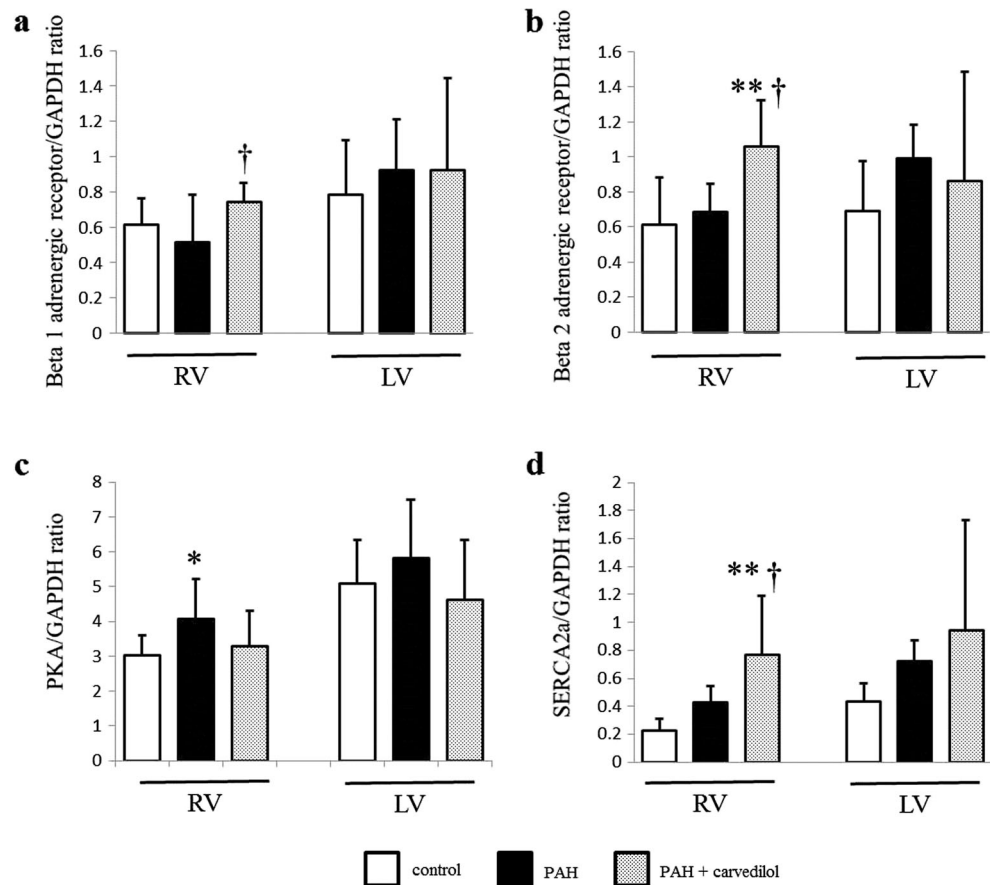 a
Beta 1 adrenergic receptor/GAPDH ratio
1.6
1.4
1.2
1
0.8
0.6
0.4
0.2
0
†
RV
LV
b
Beta 2 adrenergic receptor/GAPDH ratio
1.6
1.4
1.2
1
0.8
0.6
0.4
0.2
0
** †
RV
LV
c
PKA/GAPDH ratio
8
7
6
5
4
3
2
1
0
*
RV
LV
d
SERCA2a/GAPDH ratio
2
1.8
1.6
1.4
1.2
1
0.8
0.6
0.4
0.2
0
** †
RV
LV
control
PAH
PAH + carvedilol